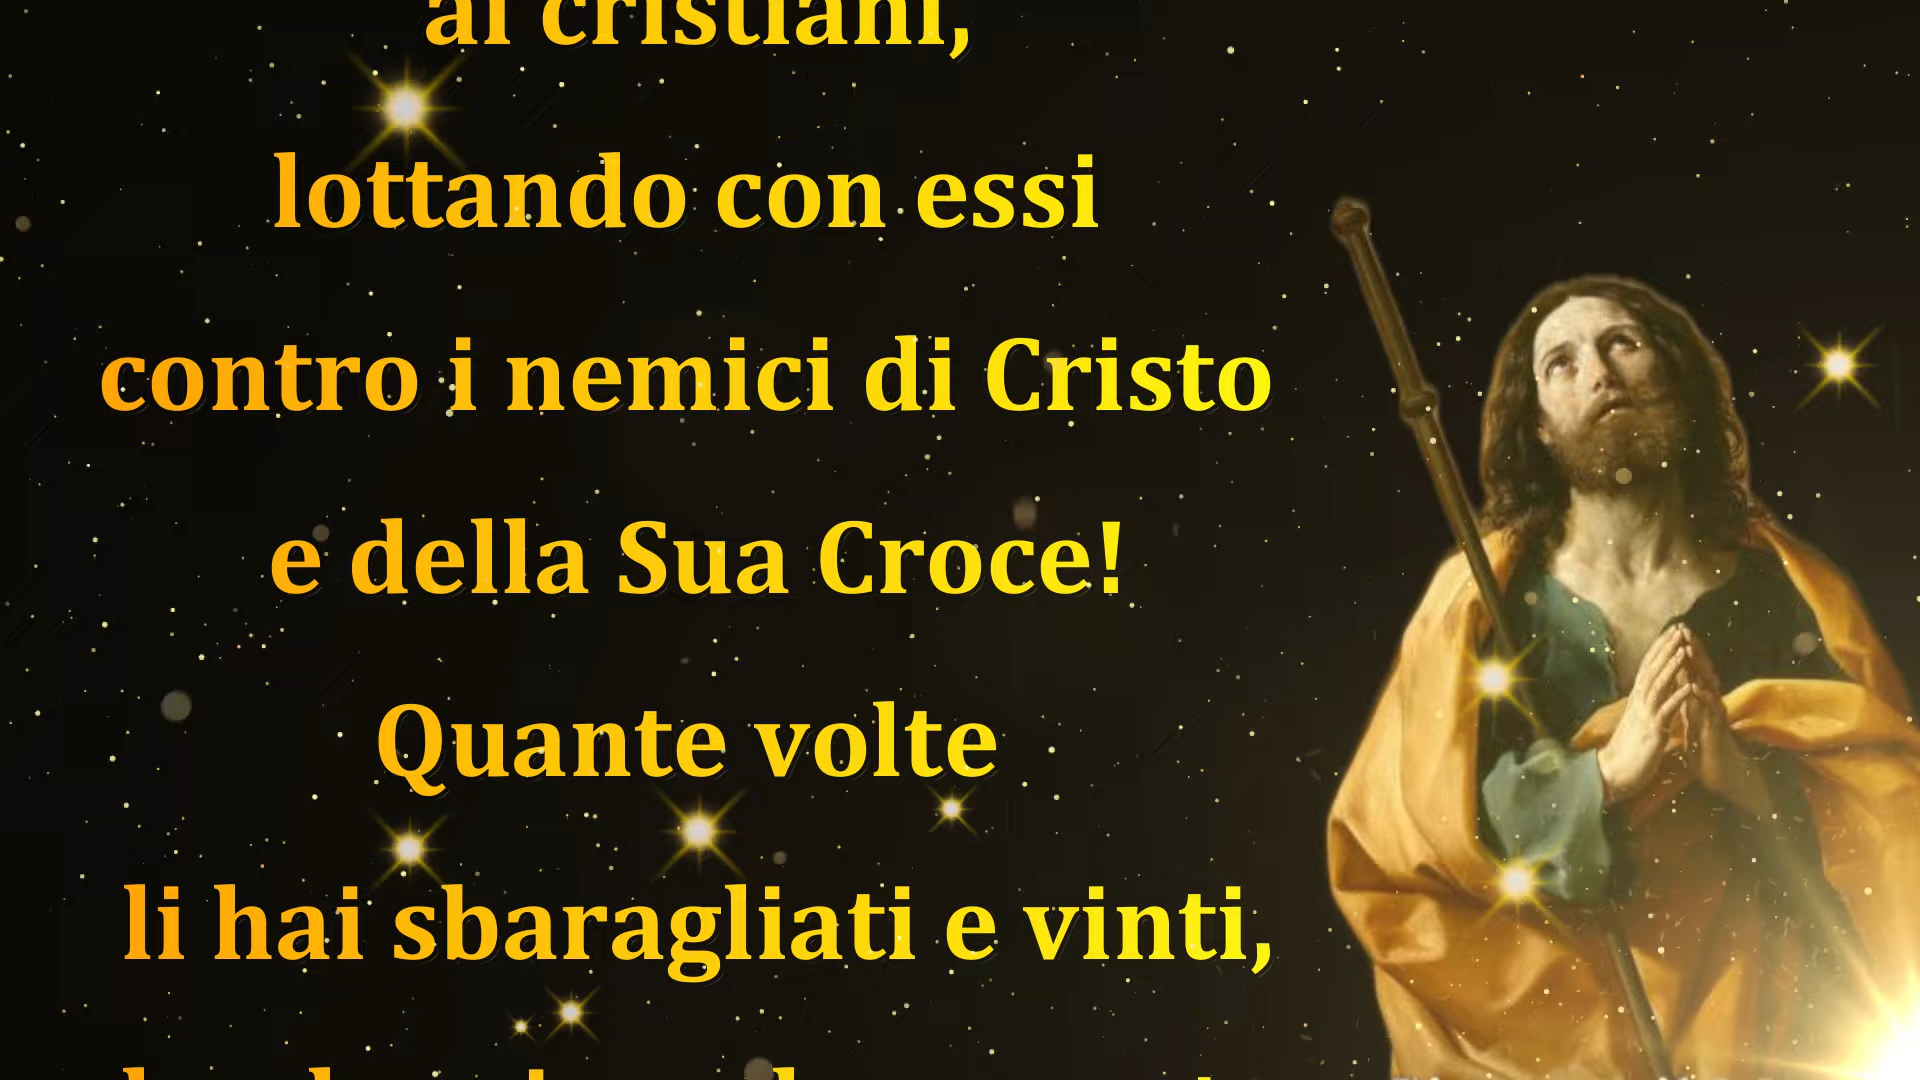 ai cristiani,
lottando con essi
contro i nemici di Cristo
e della Sua Croce!
Quante volte
li hai sbaragliati e vinti,